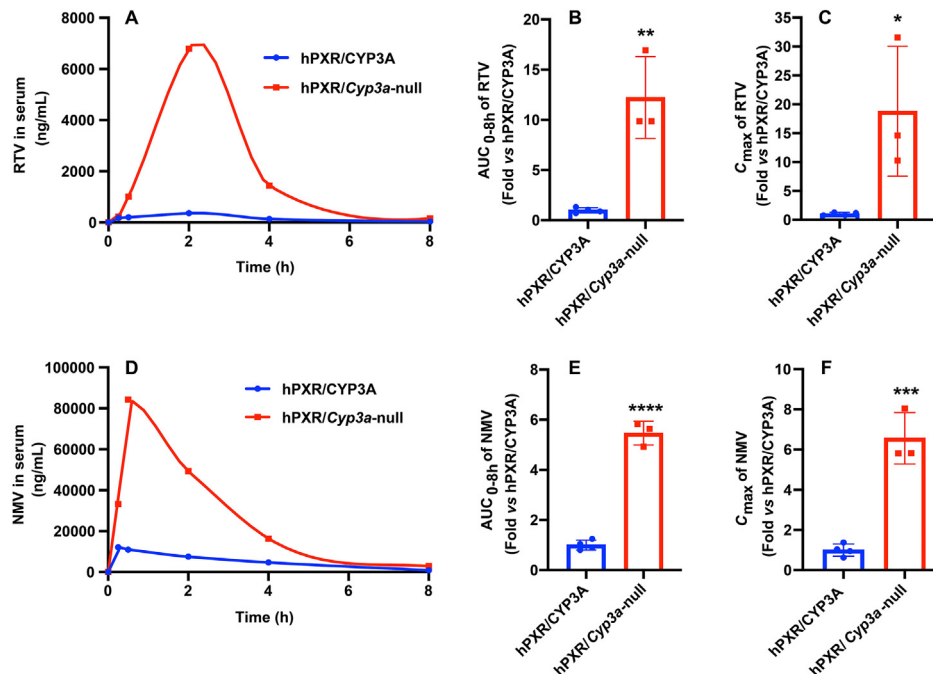 A
RTV in serum
(ng/mL)
8000
6000
4000
2000
0
hPXR/CYP3A
hPXR/Cyp3a-null
0
2
4
6
8
Time (h)
B
AUC0-8h of RTV
(Fold vs hPXR/CYP3A)
20
15
10
5
0
**
hPXR/CYP3A
hPXR/Cyp3a-null
C
Cmax of RTV
(Fold vs hPXR/CYP3A)
35
30
25
20
15
10
5
0
*
hPXR/CYP3A
hPXR/Cyp3a-null
D
NMV in serum
(ng/mL)
100000
80000
60000
40000
20000
0
hPXR/CYP3A
hPXR/Cyp3a-null
0
2
4
6
8
Time (h)
E
AUC0-8h of NMV
(Fold vs hPXR/CYP3A)
8
6
4
2
0
****
hPXR/CYP3A
hPXR/Cyp3a-null
F
Cmax of NMV
(Fold vs hPXR/CYP3A)
10
8
6
4
2
0
***
hPXR/CYP3A
hPXR/ Cyp3a-null